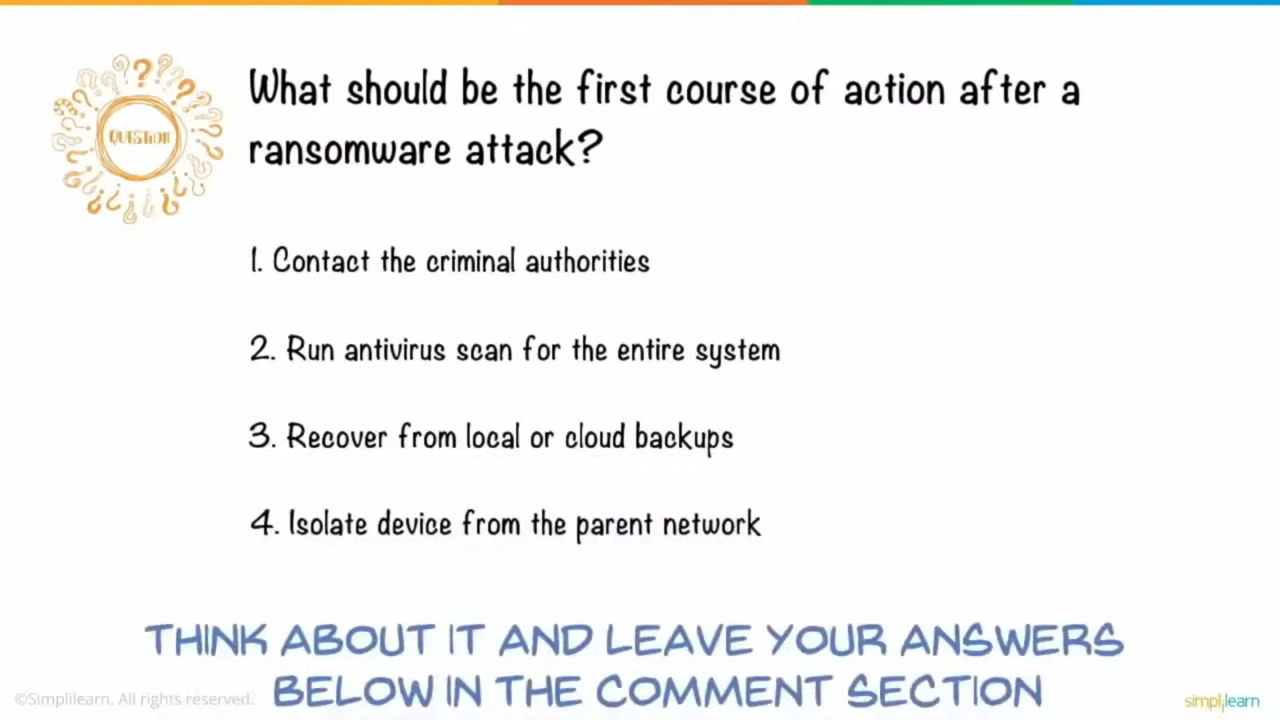 QUESTION
What should be the first course of action after a
ransomware attack?
1. Contact the criminal authorities
2. Run antivirus scan for the entire system
3. Recover from local or cloud backups
4. Isolate device from the parent network
THINK ABOUT IT AND LEAVE YOUR ANSWERS
BELOW IN THE COMMENT SECTION
©Simplilearn. All rights reserved.
simplilearn